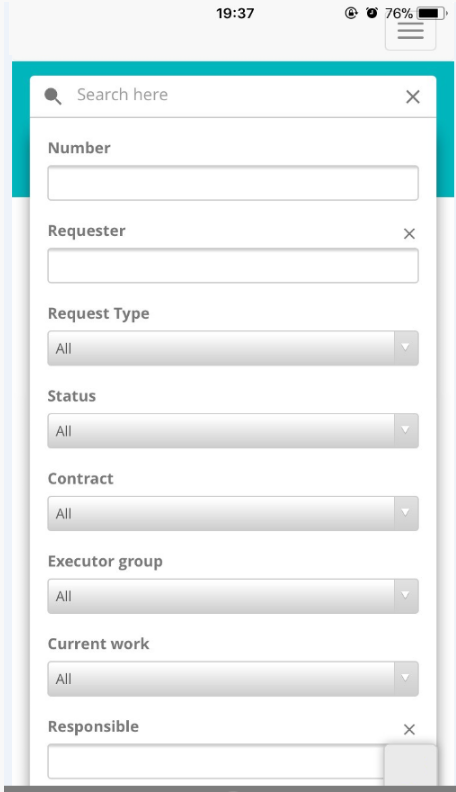 19:37
76%
Search here
Number
Requester
Request Type
All
Status
All
Contract
All
Executor group
All
Current work
All
Responsible